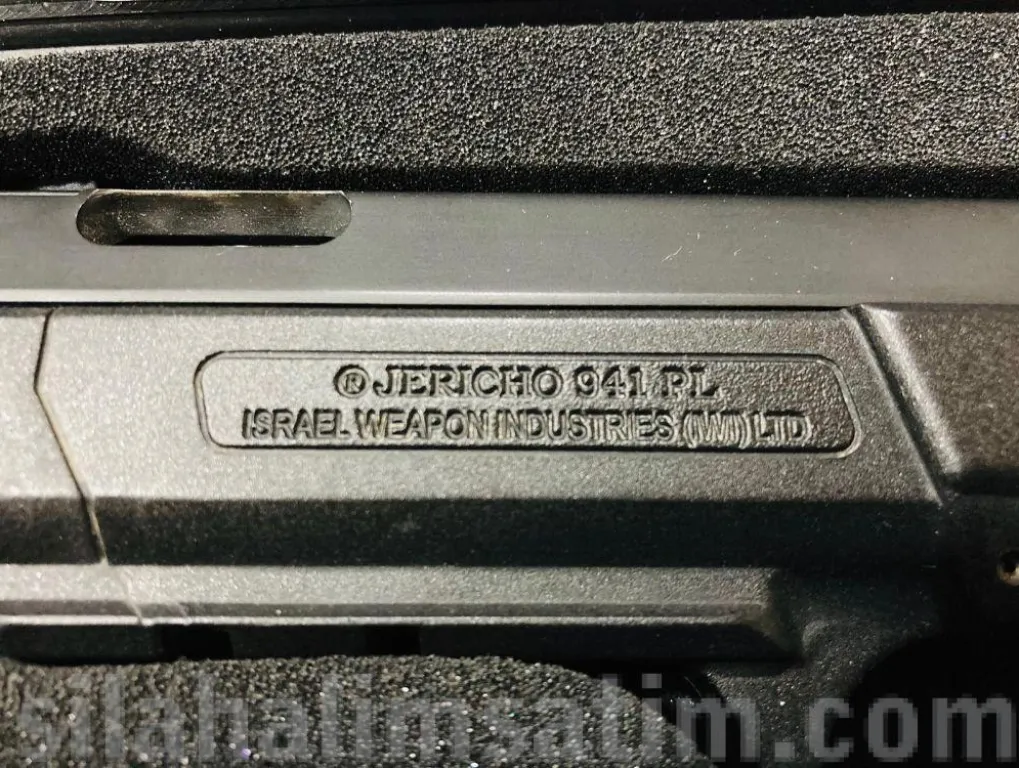 ® JERICHO 941 PL
ISRAEL WEAPON INDUSTRIES (IWI) LTD
silahalimsatim.com